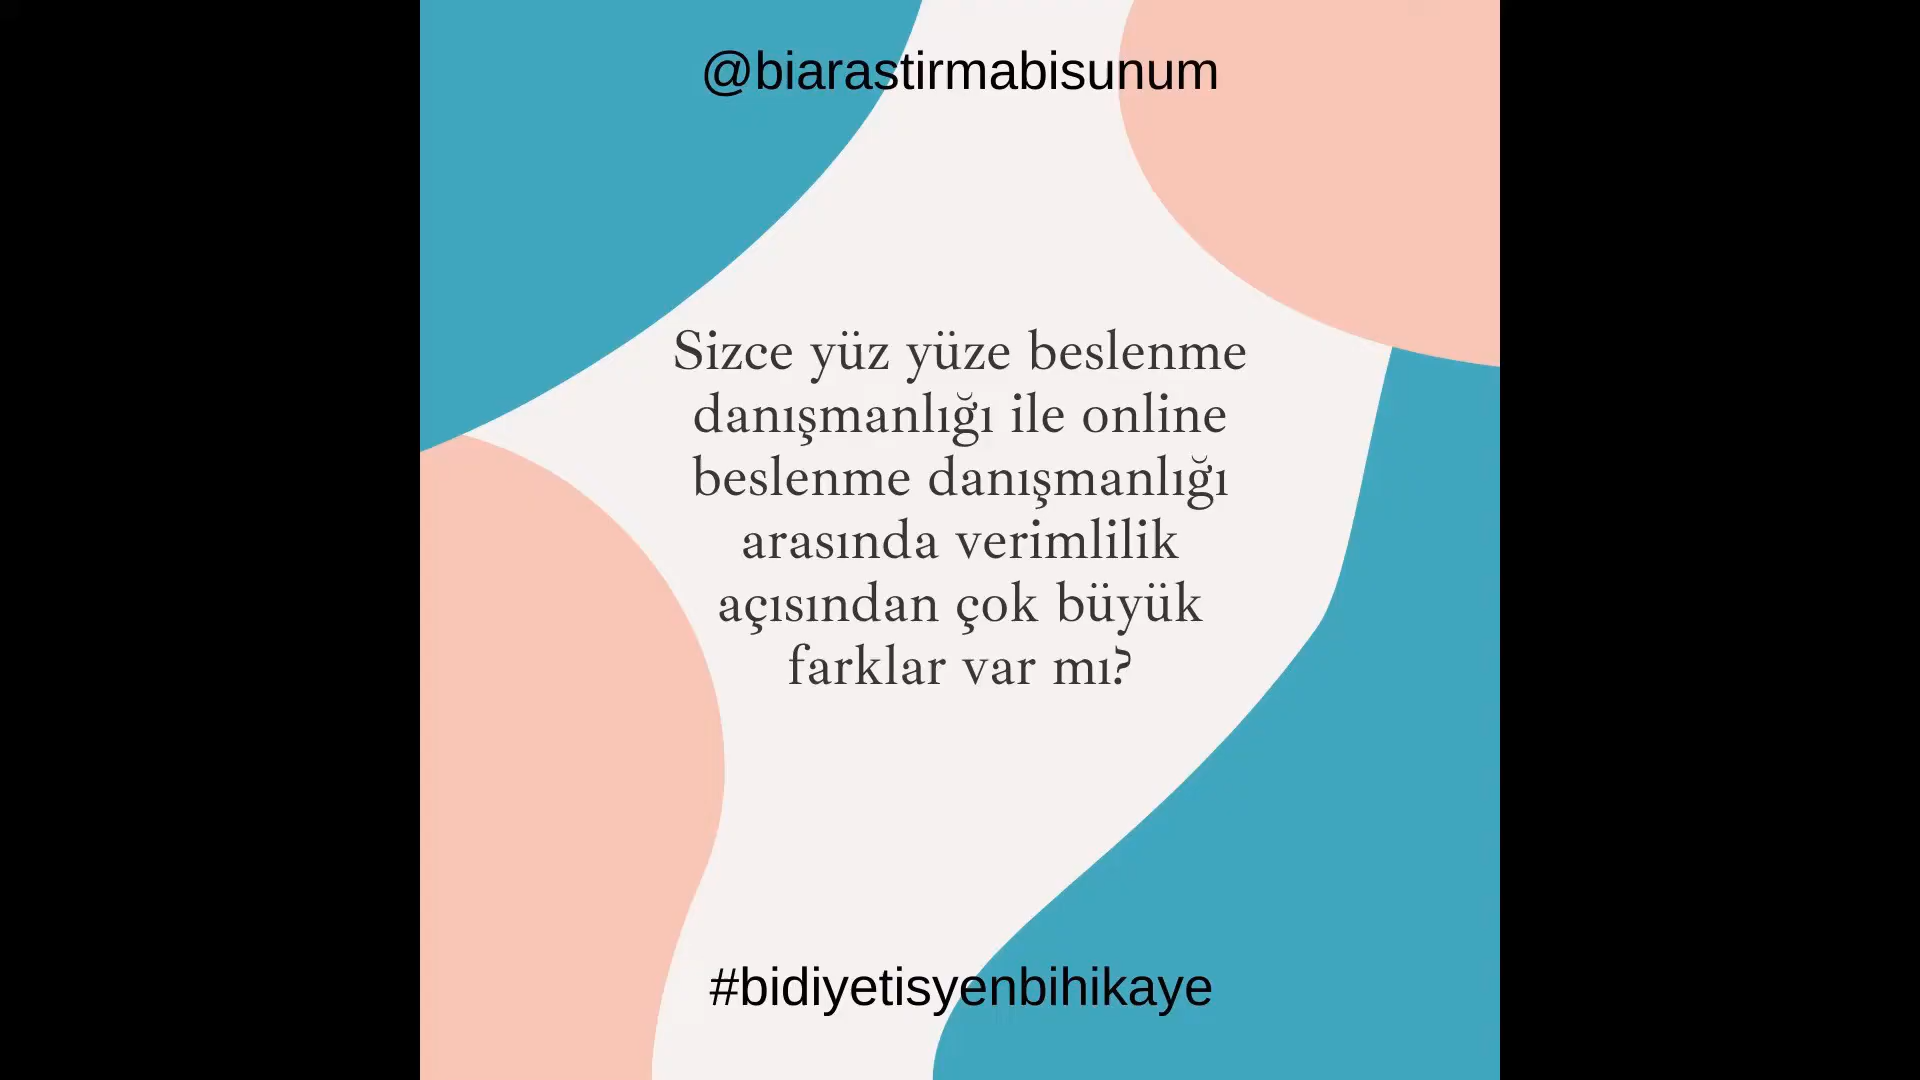 @biarastirmabisunum
Sizce yüz yüze beslenme
danışmanlığı ile online
beslenme danışmanlığı
arasında verimlilik
açısından çok büyük
farklar var mı?
#bidiyetisyenbihikaye